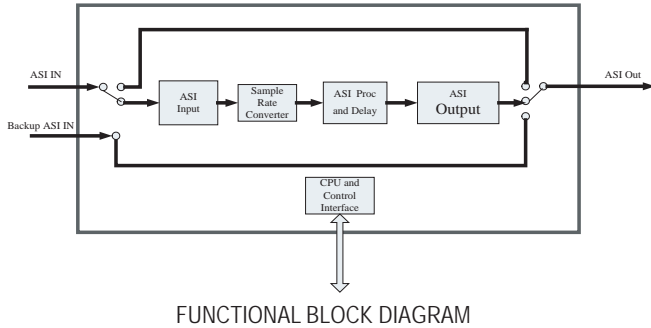 ASI IN
ASI
Input
Sample
Rate
Converter
ASI Proc
and Delay
ASI
Output
ASI Out
Backup ASI IN
CPU and
Control
Interface
FUNCTIONAL BLOCK DIAGRAM